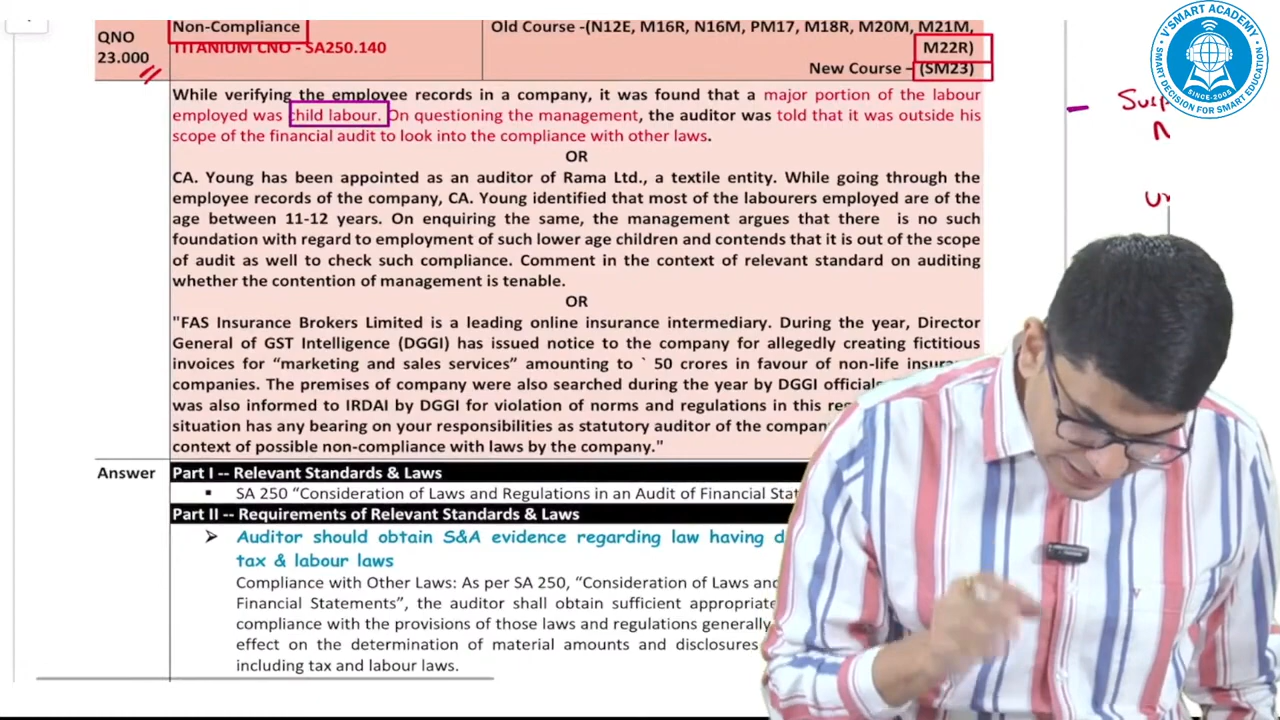 QNO
23.000
Non-Compliance
TITANIUM CNO - SA250.140
Old Course -(N12E, M16R, N16M, PM17, M18R, M20M, M21M,
M22R)
New Course – (SM23)
While verifying the employee records in a company, it was found that a major portion of the labour
employed was child labour. On questioning the management, the auditor was told that it was outside his
scope of the financial audit to look into the compliance with other laws.
OR
CA. Young has been appointed as an auditor of Rama Ltd., a textile entity. While going through the
employee records of the company, CA. Young identified that most of the labourers employed are of the
age between 11-12 years. On enquiring the same, the management argues that there is no such
foundation with regard to employment of such lower age children and contends that it is out of the scope
of audit as well to check such compliance. Comment in the context of relevant standard on auditing
whether the contention of management is tenable.
OR
"FAS Insurance Brokers Limited is a leading online insurance intermediary. During the year, Director
General of GST Intelligence (DGGI) has issued notice to the company for allegedly creating fictitious
invoices for “marketing and sales services” amounting to ` 50 crores in favour of non-life
companies. The premises of company were also searched during the year by DGGI officials
was also informed to IRDAI by DGGI for violation of norms and regulations in this
situation has any bearing on your responsibilities as statutory auditor of the
context of possible non-compliance with laws by the company."
Answer
Part I -- Relevant Standards & Laws
▪ SA 250 “Consideration of Laws and Regulations in an Audit of Financial
Part II -- Requirements of Relevant Standards & Laws
➢ Auditor should obtain S&A evidence regarding law having
tax & labour laws
Compliance with Other Laws: As per SA 250, “Consideration of Laws and
Financial Statements”, the auditor shall obtain sufficient appropriate
compliance with the provisions of those laws and regulations generally
effect on the determination of material amounts and disclosures
including tax and labour laws.
V'SMART ACADEMY
SMART DECISION FOR SMART EDUCATION
SINCE-2005